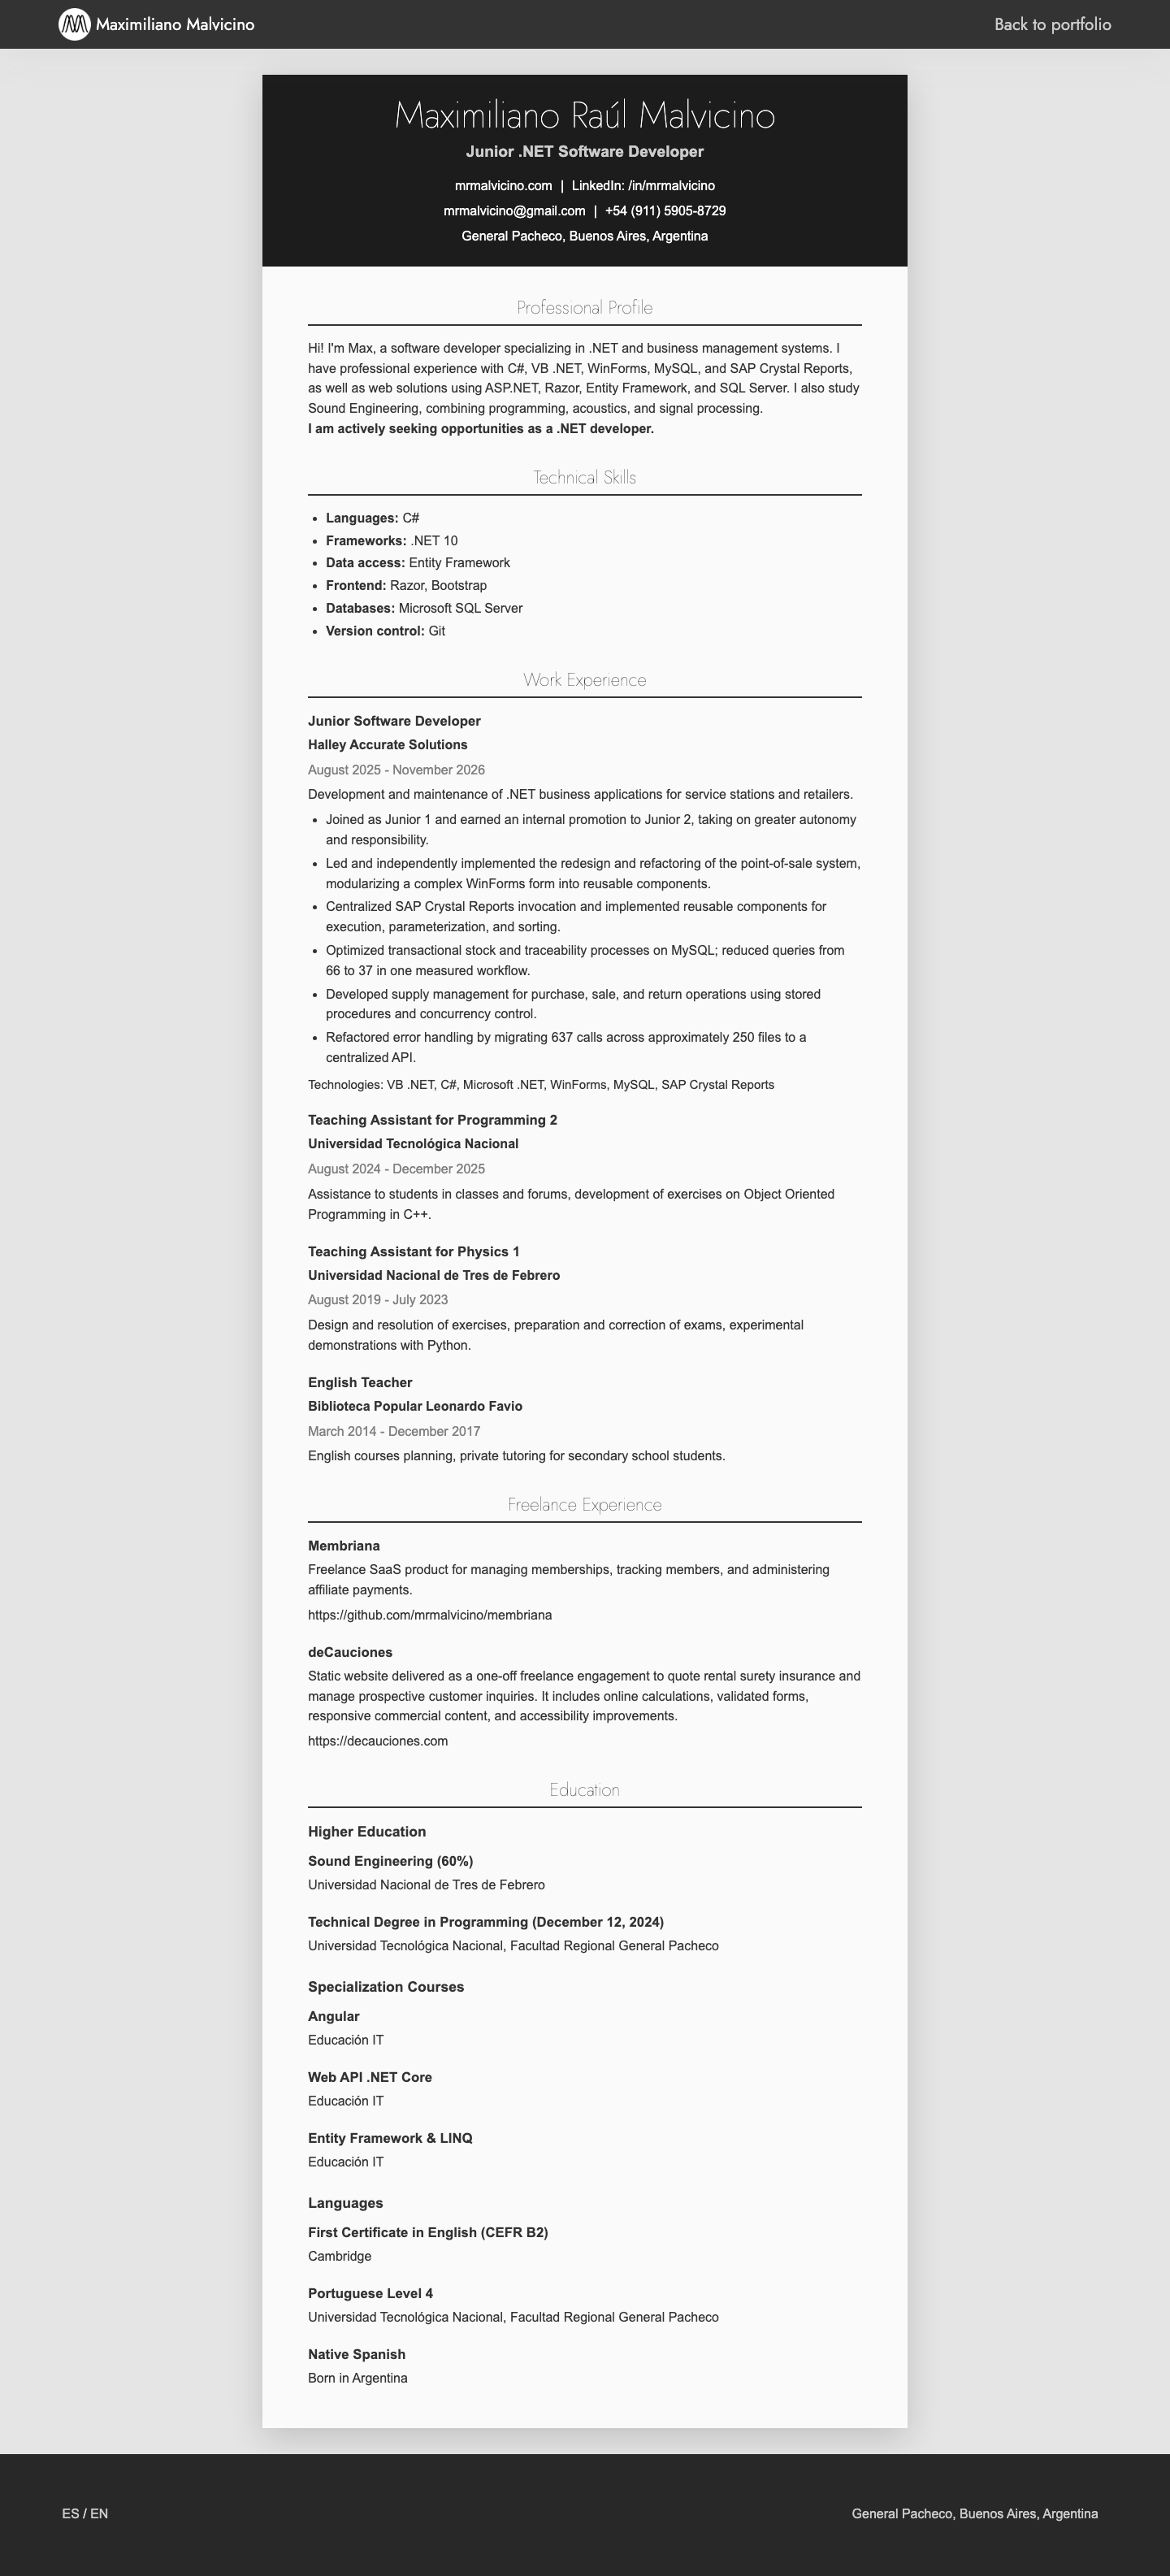 Maximiliano Malvicino
Back to portfolio
Maximiliano Raúl Malvicino
Junior .NET Software Developer
mrmalvicino.com | LinkedIn: /in/mrmalvicino
mrmalvicino@gmail.com | +54 (911) 5905-8729
General Pacheco, Buenos Aires, Argentina
Professional Profile
Hi! I'm Max, a software developer specializing in .NET and business management systems. I
have professional experience with C#, VB .NET, WinForms, MySQL, and SAP Crystal Reports,
as well as web solutions using ASP.NET, Razor, Entity Framework, and SQL Server. I also study
Sound Engineering, combining programming, acoustics, and signal processing.
I am actively seeking opportunities as a .NET developer.
Technical Skills
• Languages: C#
• Frameworks: .NET 10
• Data access: Entity Framework
• Frontend: Razor, Bootstrap
• Databases: Microsoft SQL Server
• Version control: Git
Work Experience
Junior Software Developer
Halley Accurate Solutions
August 2025 - November 2026
Development and maintenance of .NET business applications for service stations and retailers.
• Joined as Junior 1 and earned an internal promotion to Junior 2, taking on greater autonomy
and responsibility.
• Led and independently implemented the redesign and refactoring of the point-of-sale system,
modularizing a complex WinForms form into reusable components.
• Centralized SAP Crystal Reports invocation and implemented reusable components for
execution, parameterization, and sorting.
• Optimized transactional stock and traceability processes on MySQL; reduced queries from
66 to 37 in one measured workflow.
• Developed supply management for purchase, sale, and return operations using stored
procedures and concurrency control.
• Refactored error handling by migrating 637 calls across approximately 250 files to a
centralized API.
Technologies: VB .NET, C#, Microsoft .NET, WinForms, MySQL, SAP Crystal Reports
Teaching Assistant for Programming 2
Universidad Tecnológica Nacional
August 2024 - December 2025
Assistance to students in classes and forums, development of exercises on Object Oriented
Programming in C++.
Teaching Assistant for Physics 1
Universidad Nacional de Tres de Febrero
August 2019 - July 2023
Design and resolution of exercises, preparation and correction of exams, experimental
demonstrations with Python.
English Teacher
Biblioteca Popular Leonardo Favio
March 2014 - December 2017
English courses planning, private tutoring for secondary school students.
Freelance Experience
Membriana
Freelance SaaS product for managing memberships, tracking members, and administering
affiliate payments.
https://github.com/mrmalvicino/membriana
deCauciones
Static website delivered as a one-off freelance engagement to quote rental surety insurance and
manage prospective customer inquiries. It includes online calculations, validated forms,
responsive commercial content, and accessibility improvements.
https://decauciones.com
Education
Higher Education
Sound Engineering (60%)
Universidad Nacional de Tres de Febrero
Technical Degree in Programming (December 12, 2024)
Universidad Tecnológica Nacional, Facultad Regional General Pacheco
Specialization Courses
Angular
Educación IT
Web API .NET Core
Educación IT
Entity Framework & LINQ
Educación IT
Languages
First Certificate in English (CEFR B2)
Cambridge
Portuguese Level 4
Universidad Tecnológica Nacional, Facultad Regional General Pacheco
Native Spanish
Born in Argentina
ES / EN
General Pacheco, Buenos Aires, Argentina